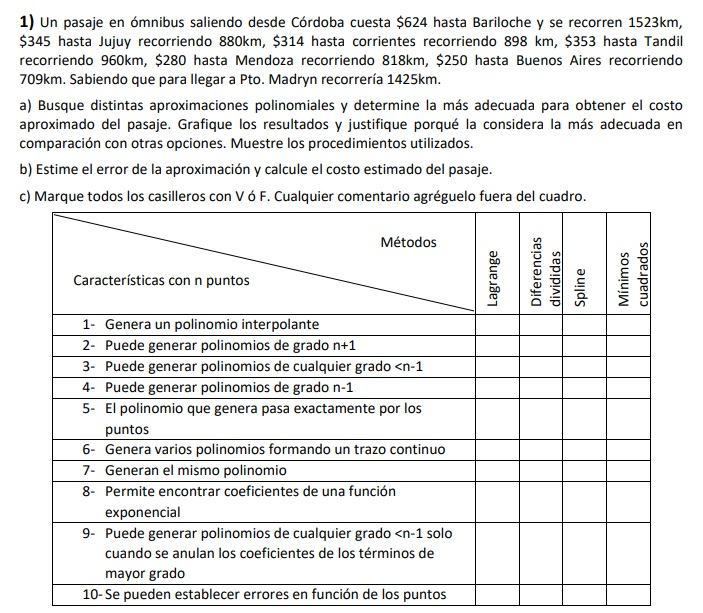 1) Un pasaje en ómnibus saliendo desde Córdoba cuesta $624 hasta Bariloche y se recorren 1523km,
$345 hasta Jujuy recorriendo 880km, $314 hasta corrientes recorriendo 898 km, $353 hasta Tandil
recorriendo 960km, $280 hasta Mendoza recorriendo 818km, $250 hasta Buenos Aires recorriendo
709km. Sabiendo que para llegar a Pto. Madryn recorrería 1425km.
a) Busque distintas aproximaciones polinomiales y determine la más adecuada para obtener el costo
aproximado del pasaje. Grafique los resultados y justifique porqué la considera la más adecuada en
comparación con otras opciones. Muestre los procedimientos utilizados.
b) Estime el error de la aproximación y calcule el costo estimado del pasaje.
c) Marque todos los casilleros con V ó F. Cualquier comentario agréguelo fuera del cuadro.
Métodos
Características con n puntos
Lagrange
Diferencias
divididas
Spline
Mínimos
cuadrados
1- Genera un polinomio interpolante
2- Puede generar polinomios de grado n+1
3- Puede generar polinomios de cualquier grado <n-1
4- Puede generar polinomios de grado n-1
5- El polinomio que genera pasa exactamente por los
puntos
6- Genera varios polinomios formando un trazo continuo
7- Generan el mismo polinomio
8- Permite encontrar coeficientes de una función
exponencial
9- Puede generar polinomios de cualquier grado <n-1 solo
cuando se anulan los coeficientes de los términos de
mayor grado
10- Se pueden establecer errores en función de los puntos